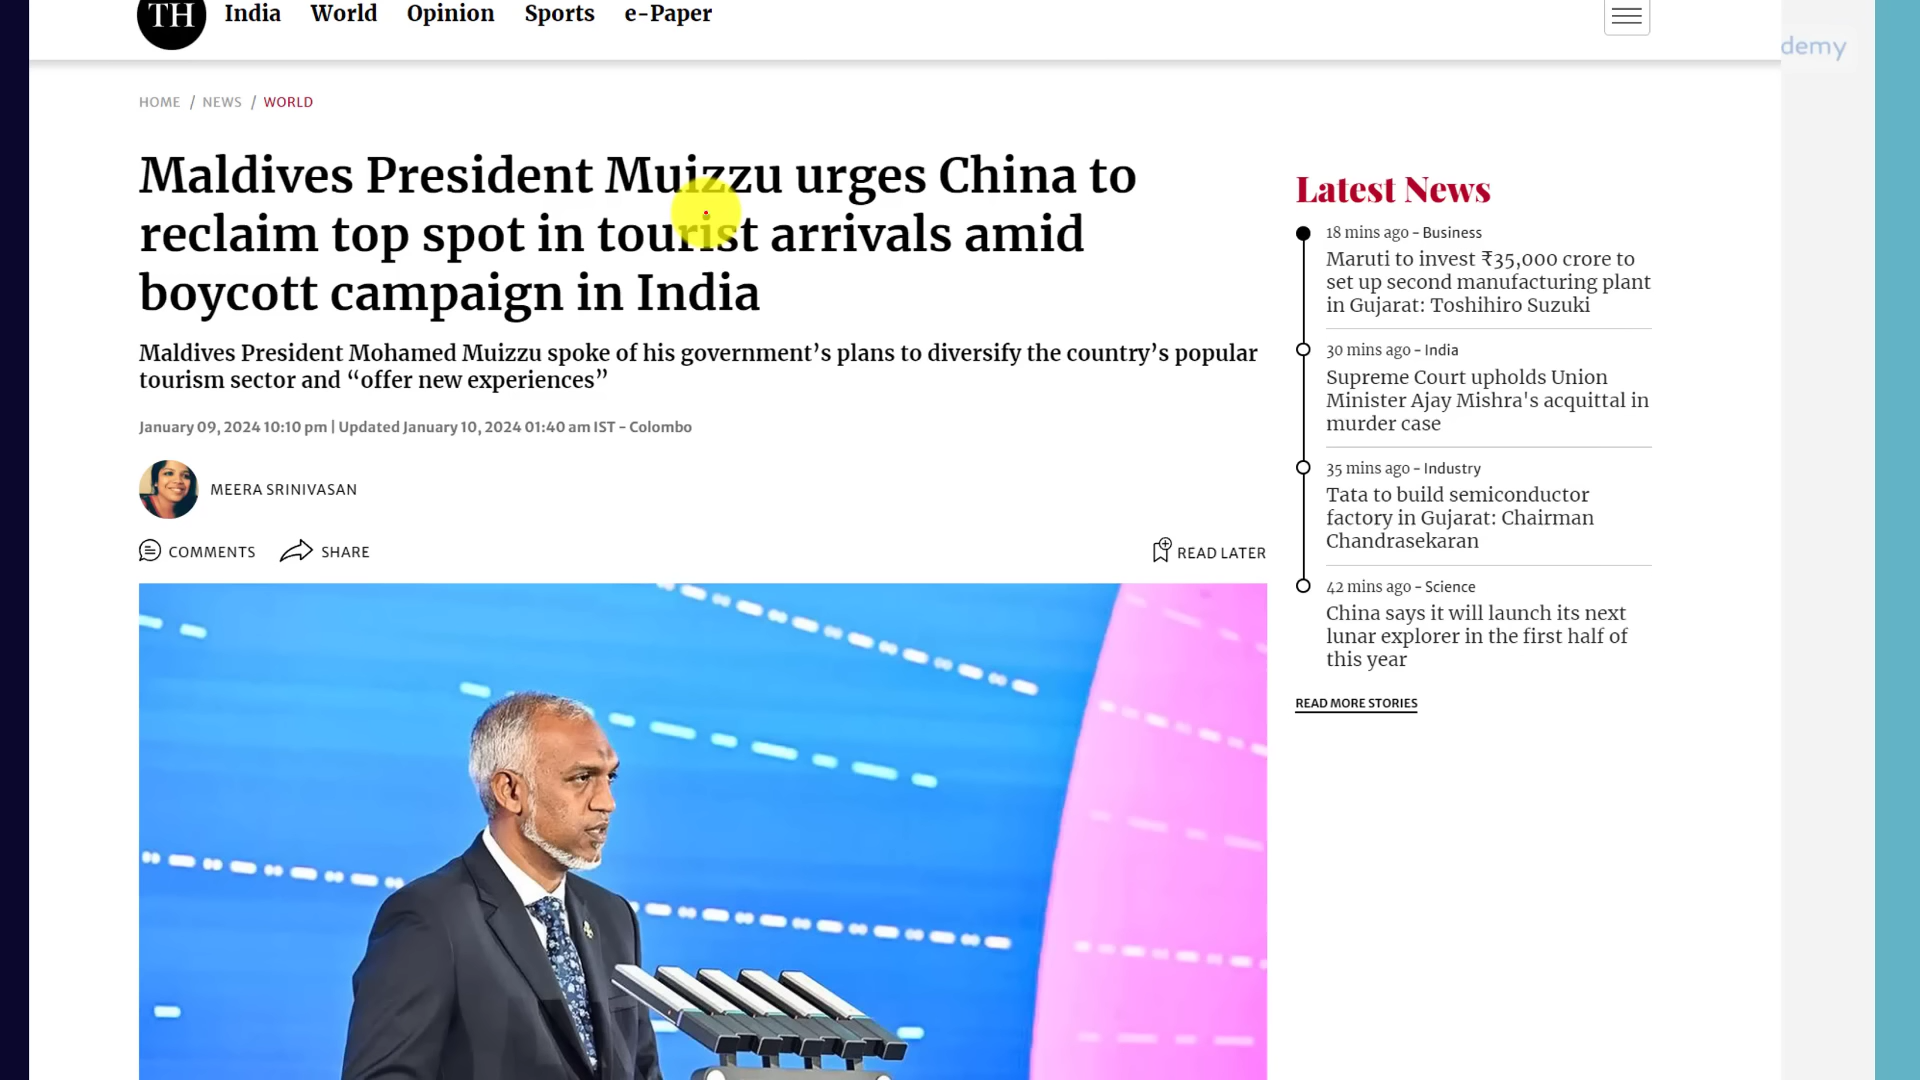 TH India World Opinion Sports e-Paper
demy
HOME / NEWS / WORLD
Maldives President Muizzu urges China to
reclaim top spot in tourist arrivals amid
boycott campaign in India
Maldives President Mohamed Muizzu spoke of his government’s plans to diversify the country’s popular
tourism sector and “offer new experiences”
January 09, 2024 10:10 pm | Updated January 10, 2024 01:40 am IST - Colombo
MEERA SRINIVASAN
COMMENTS SHARE READ LATER
Latest News
18 mins ago - Business
Maruti to invest ₹35,000 crore to
set up second manufacturing plant
in Gujarat: Toshihiro Suzuki
30 mins ago - India
Supreme Court upholds Union
Minister Ajay Mishra's acquittal in
murder case
35 mins ago - Industry
Tata to build semiconductor
factory in Gujarat: Chairman
Chandrasekaran
42 mins ago - Science
China says it will launch its next
lunar explorer in the first half of
this year
READ MORE STORIES